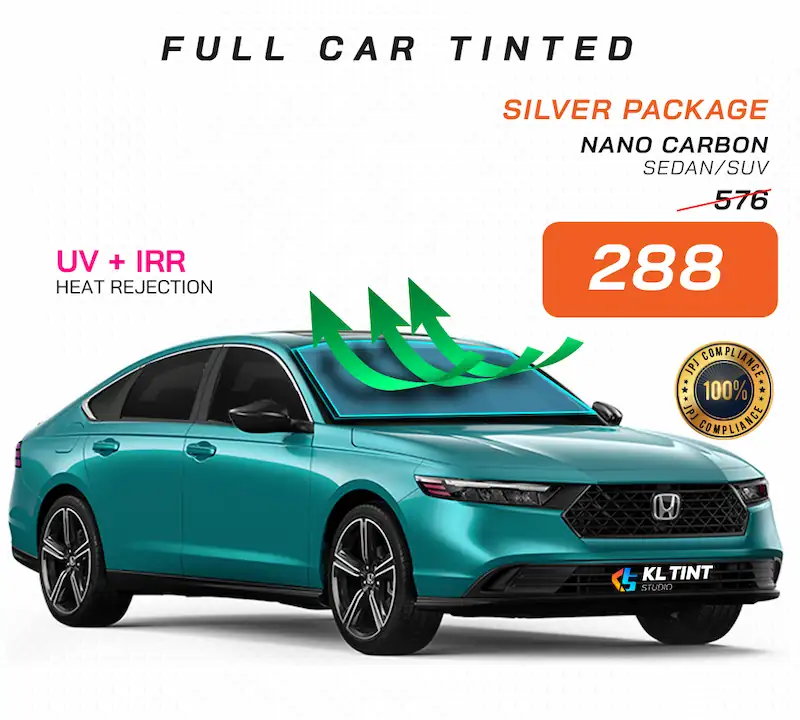 FULL CAR TINTED
SILVER PACKAGE
NANO CARBON
SEDAN/SUV
576
288
UV + IRR
HEAT REJECTION
JPJ COMPLIANCE
100%
JPJ COMPLIANCE
KL TINT
STUDIO